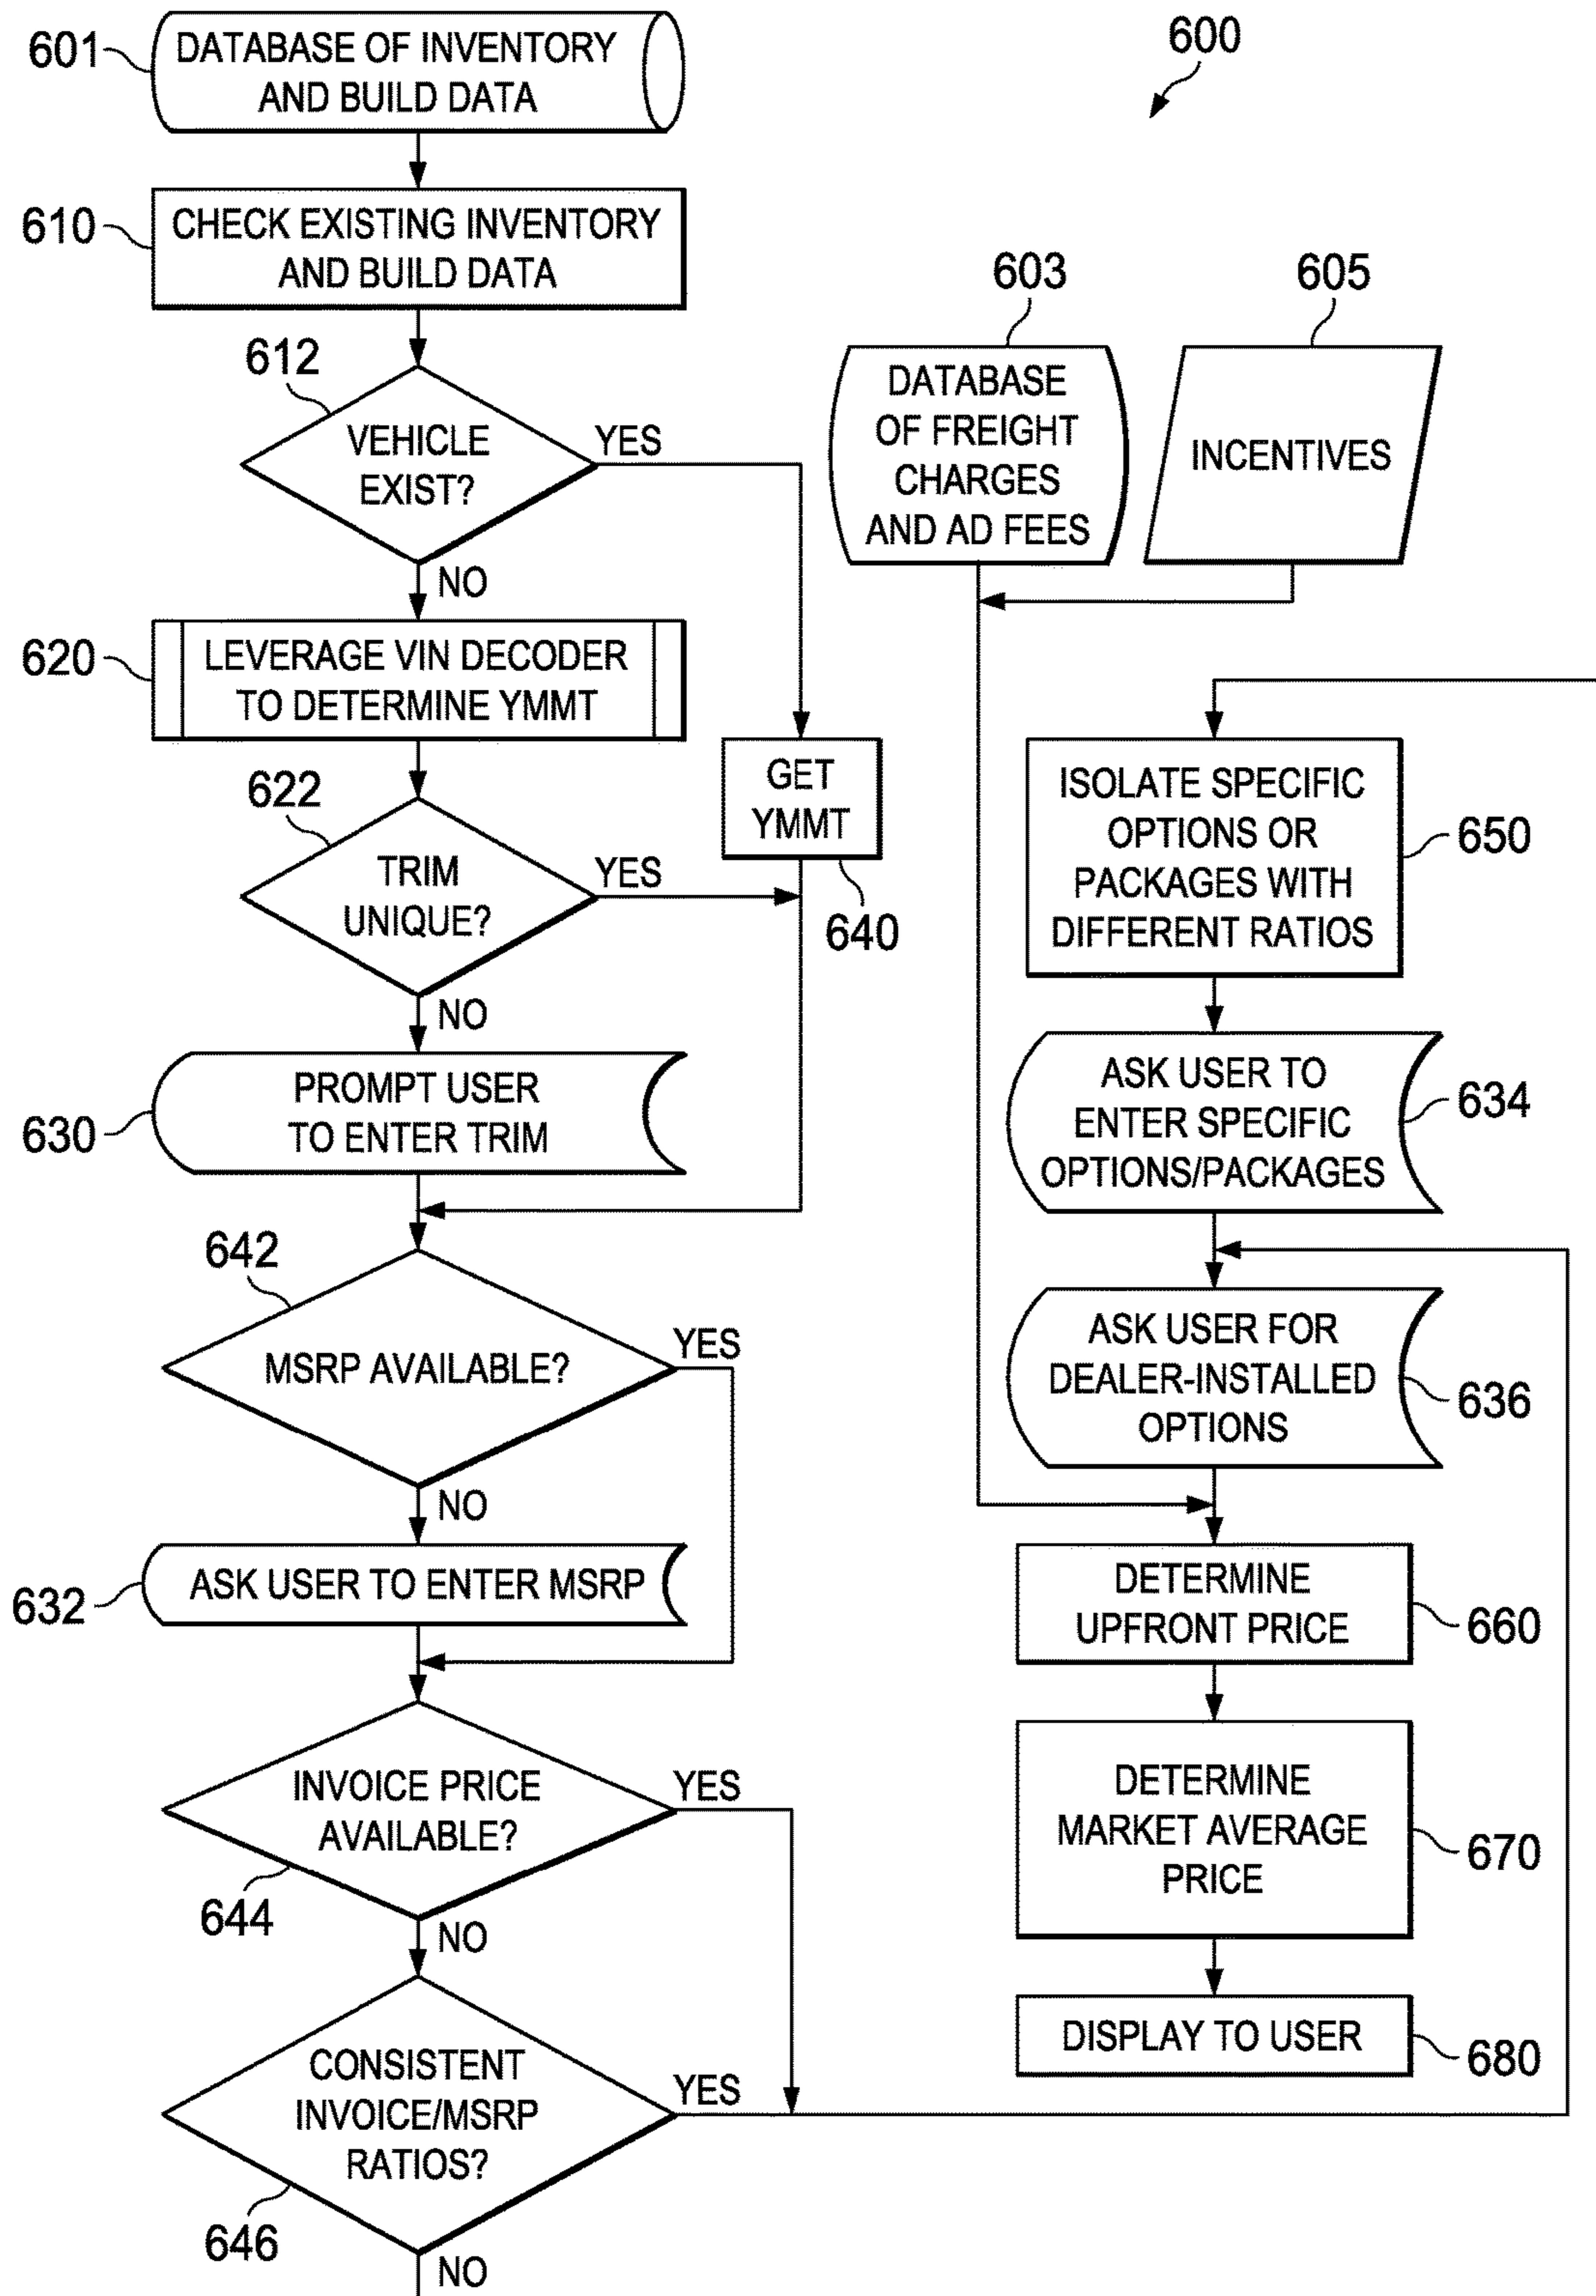 600
601
DATABASE OF INVENTORY
AND BUILD DATA
610
CHECK EXISTING INVENTORY
AND BUILD DATA
612
VEHICLE
EXIST?
YES
NO
620
LEVERAGE VIN DECODER
TO DETERMINE YMMT
622
TRIM
UNIQUE?
YES
NO
GET
YMMT
640
630
PROMPT USER
TO ENTER TRIM
642
MSRP AVAILABLE?
YES
NO
632
ASK USER TO ENTER MSRP
INVOICE PRICE
AVAILABLE?
YES
644
NO
CONSISTENT
INVOICE/MSRP
RATIOS?
YES
646
NO
603
DATABASE
OF FREIGHT
CHARGES
AND AD FEES
605
INCENTIVES
ISOLATE SPECIFIC
OPTIONS OR
PACKAGES WITH
DIFFERENT RATIOS
650
ASK USER TO
ENTER SPECIFIC
OPTIONS/PACKAGES
634
ASK USER FOR
DEALER-INSTALLED
OPTIONS
636
DETERMINE
UPFRONT PRICE
660
DETERMINE
MARKET AVERAGE
PRICE
670
DISPLAY TO USER
680